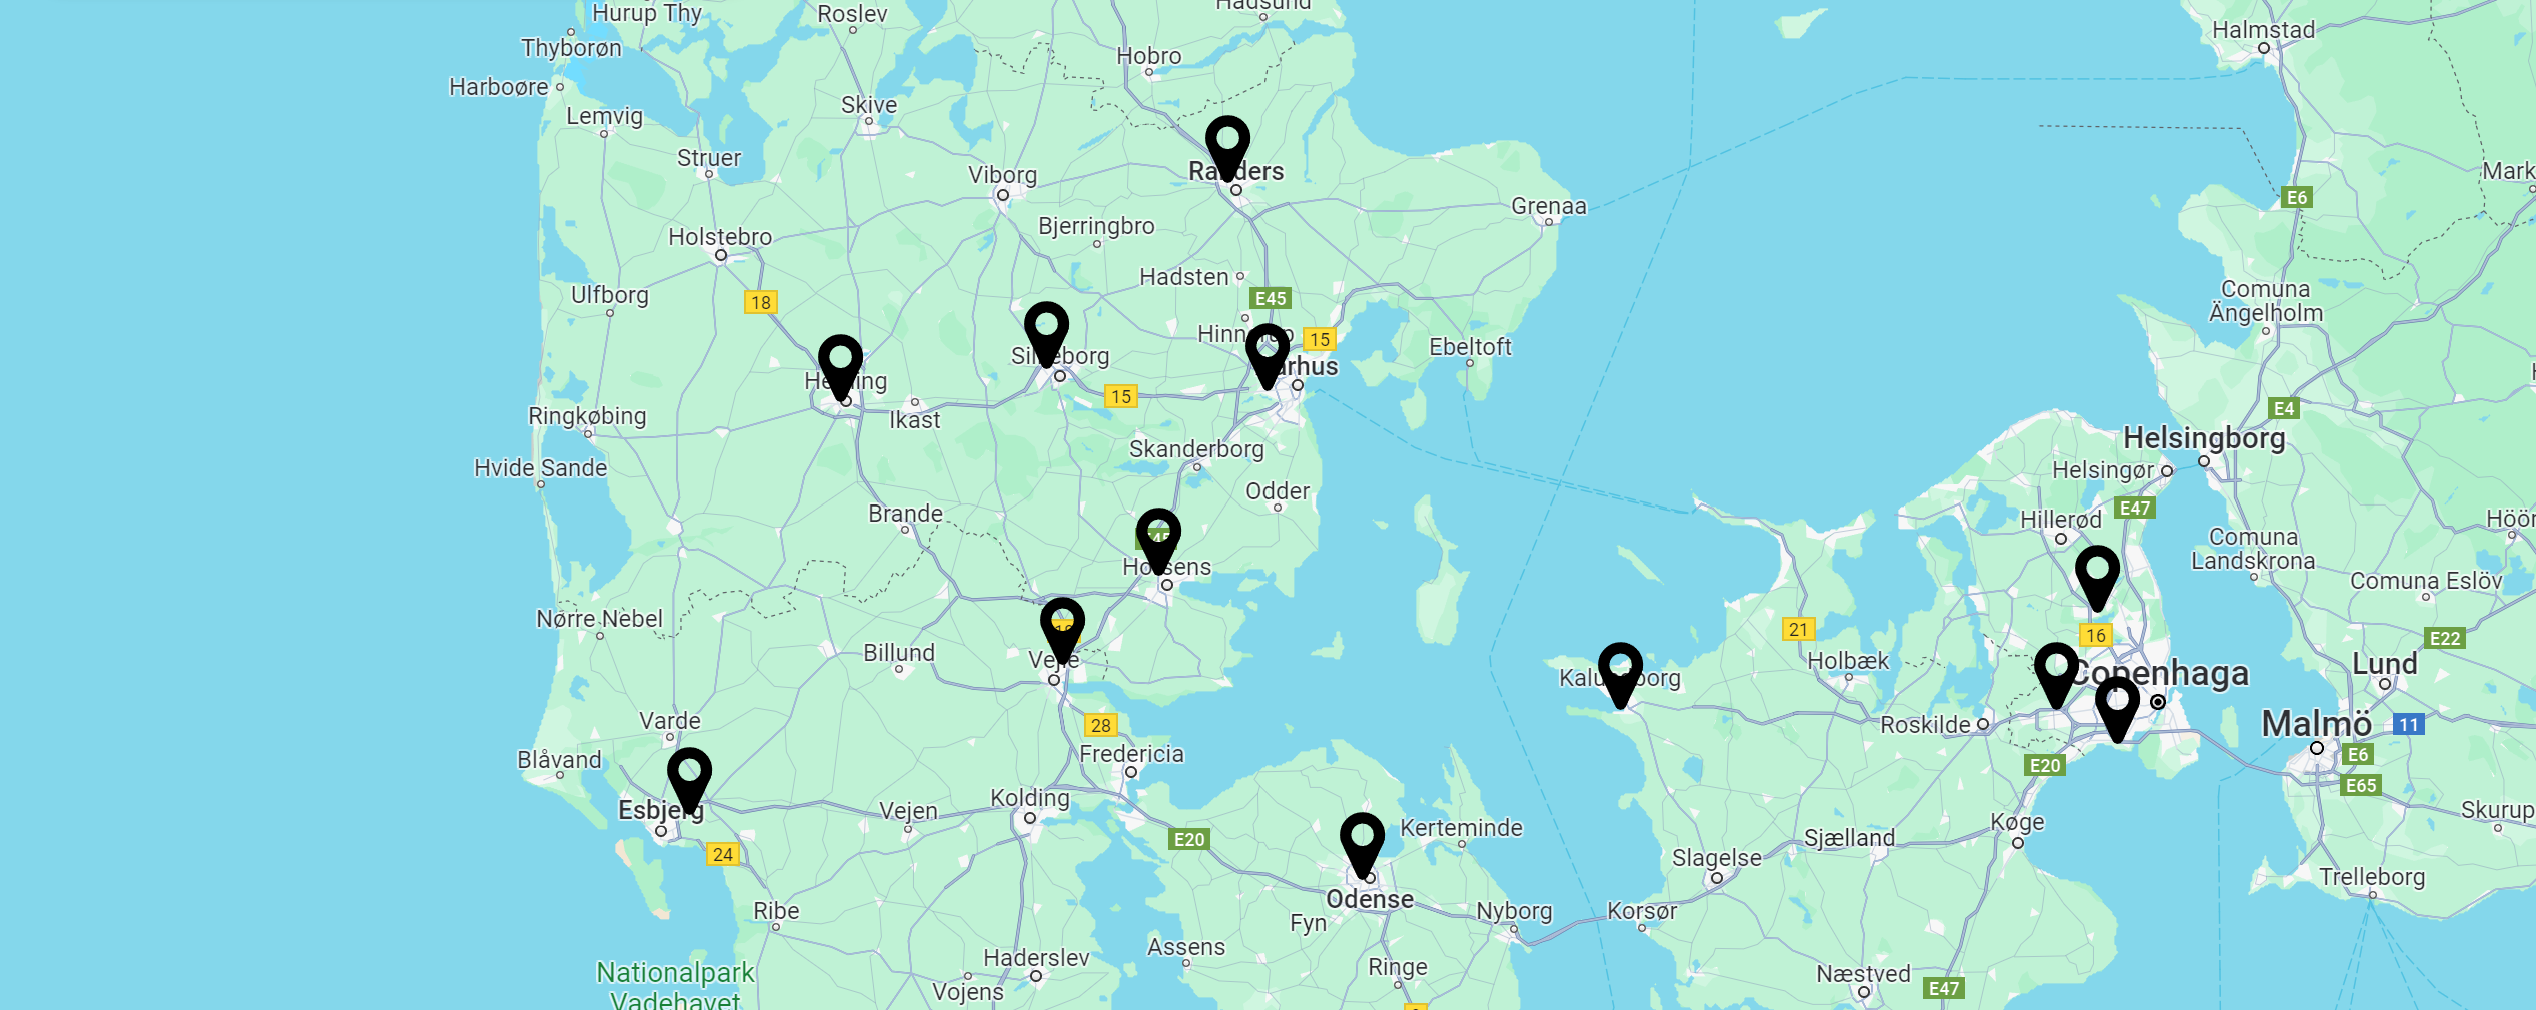 Hurup Thy
Roslev
Hadsund
Halmstad
Thyborøn
Hobro
Harboøre
Skive
Lemvig
Struer
Viborg
Mark
Grenaa
E6
Bjerringbro
Holstebro
Hadsten
Comuna
Ängelholm
Ulfborg
18
E45
15
Ebeltoft
15
Ikast
Ringkøbing
E4
Helsingborg
Skanderborg
Hvide Sande
Helsingør
Odder
E47
Brande
Hillerød
Höör
Comuna
Landskrona
Comuna Eslöv
Nørre Nebel
21
16
E22
Billund
Holbæk
Copenhaga
Lund
Varde
28
Roskilde
Malmö
11
Blåvand
Fredericia
E20
E6
E65
Kolding
Vejen
Esbjerg
Skurup
Køge
E20
Kerteminde
Sjælland
24
Slagelse
Trelleborg
Odense
Ribe
Fyn
Nyborg
Korsør
Assens
Haderslev
Ringe
Næstved
Nationalpark
Vadehavet
Vojens
E47